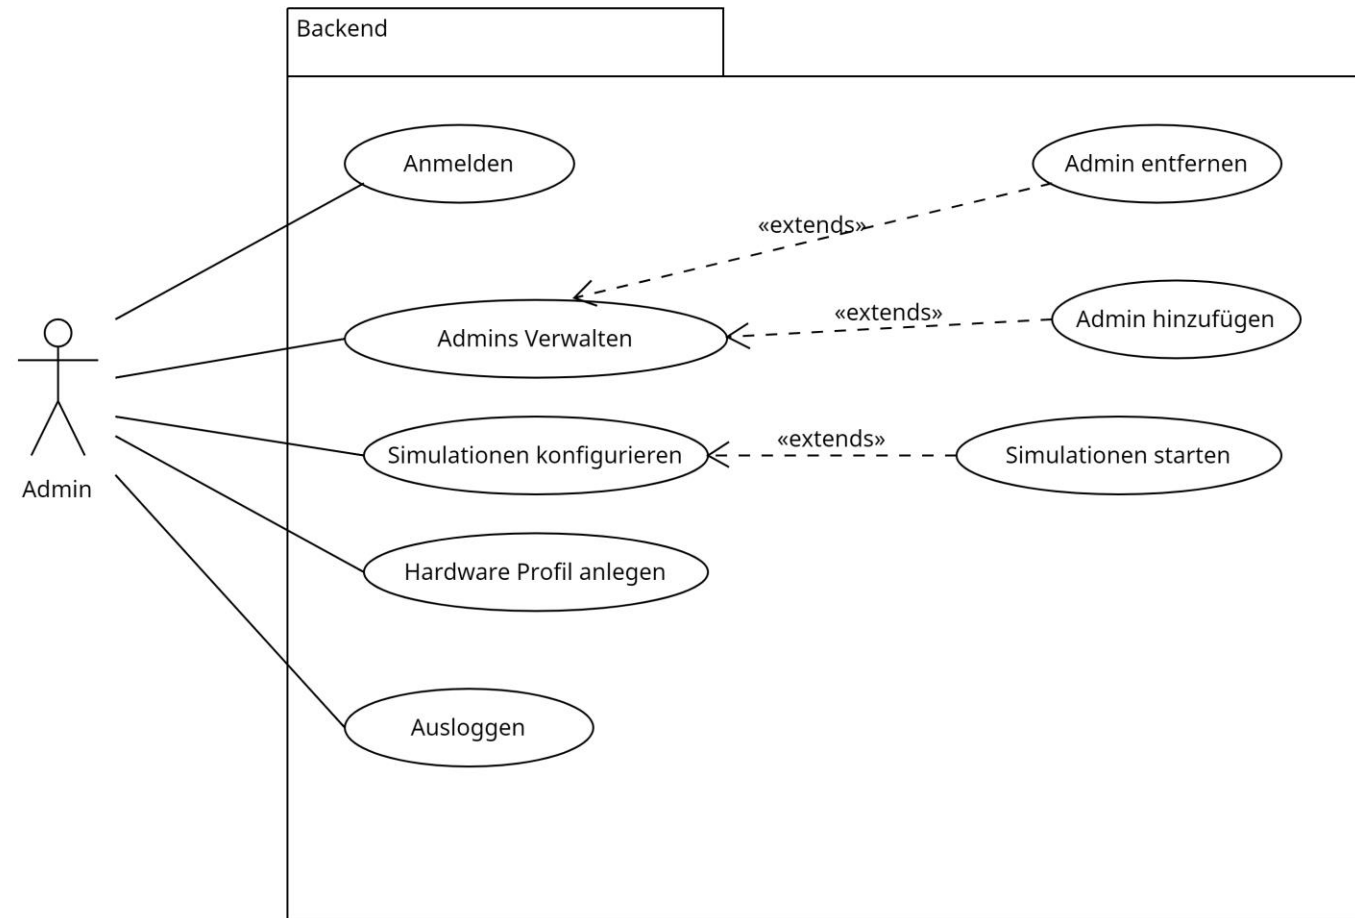 Backend
Anmelden
Admin entfernen
«extends»
Admins Verwalten
«extends»
Admin hinzufügen
Simulationen konfigurieren
«extends»
Simulationen starten
Admin
Hardware Profil anlegen
Ausloggen